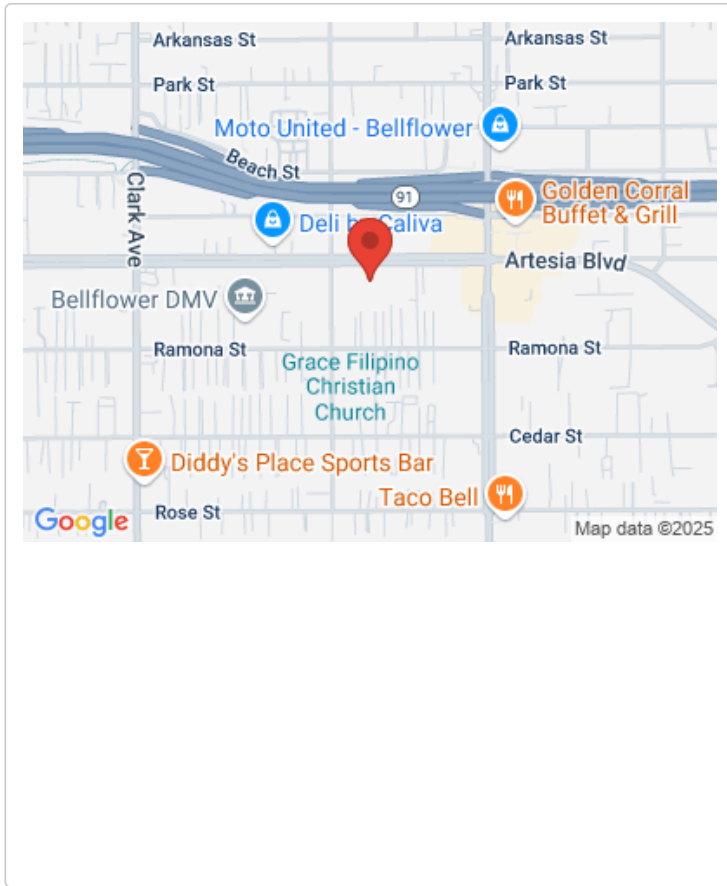 Arkansas St
Arkansas St
Park St
Park St
Moto United - Bellflower
Beach St
91
Golden Corral
Buffet & Grill
Clark Ave
Deli by Caliva
Artesia Blvd
Bellflower DMV
Ramona St
Ramona St
Grace Filipino
Christian
Church
Cedar St
Diddy's Place Sports Bar
Taco Bell
Rose St
Google
Map data ©2025